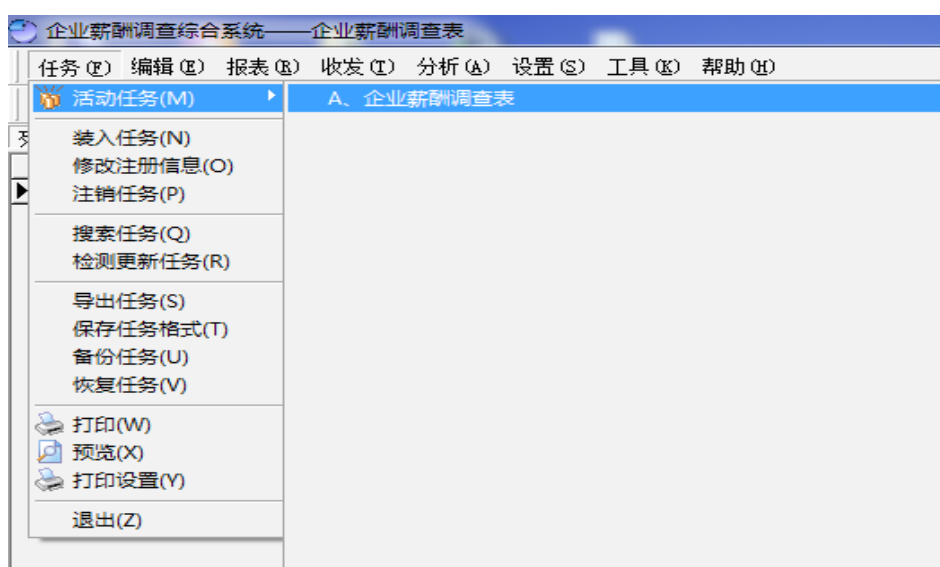 企业薪酬调查综合系统——企业薪酬调查表
任务(F) 编辑(E) 报表(R) 收发(T) 分析(A) 设置(S) 工具(K) 帮助(H)
活动任务(M) A、企业薪酬调查表
装入任务(N)
修改注册信息(O)
注销任务(P)
搜索任务(Q)
检测更新任务(R)
导出任务(S)
保存任务格式(T)
备份任务(U)
恢复任务(V)
打印(W)
预览(X)
打印设置(Y)
退出(Z)